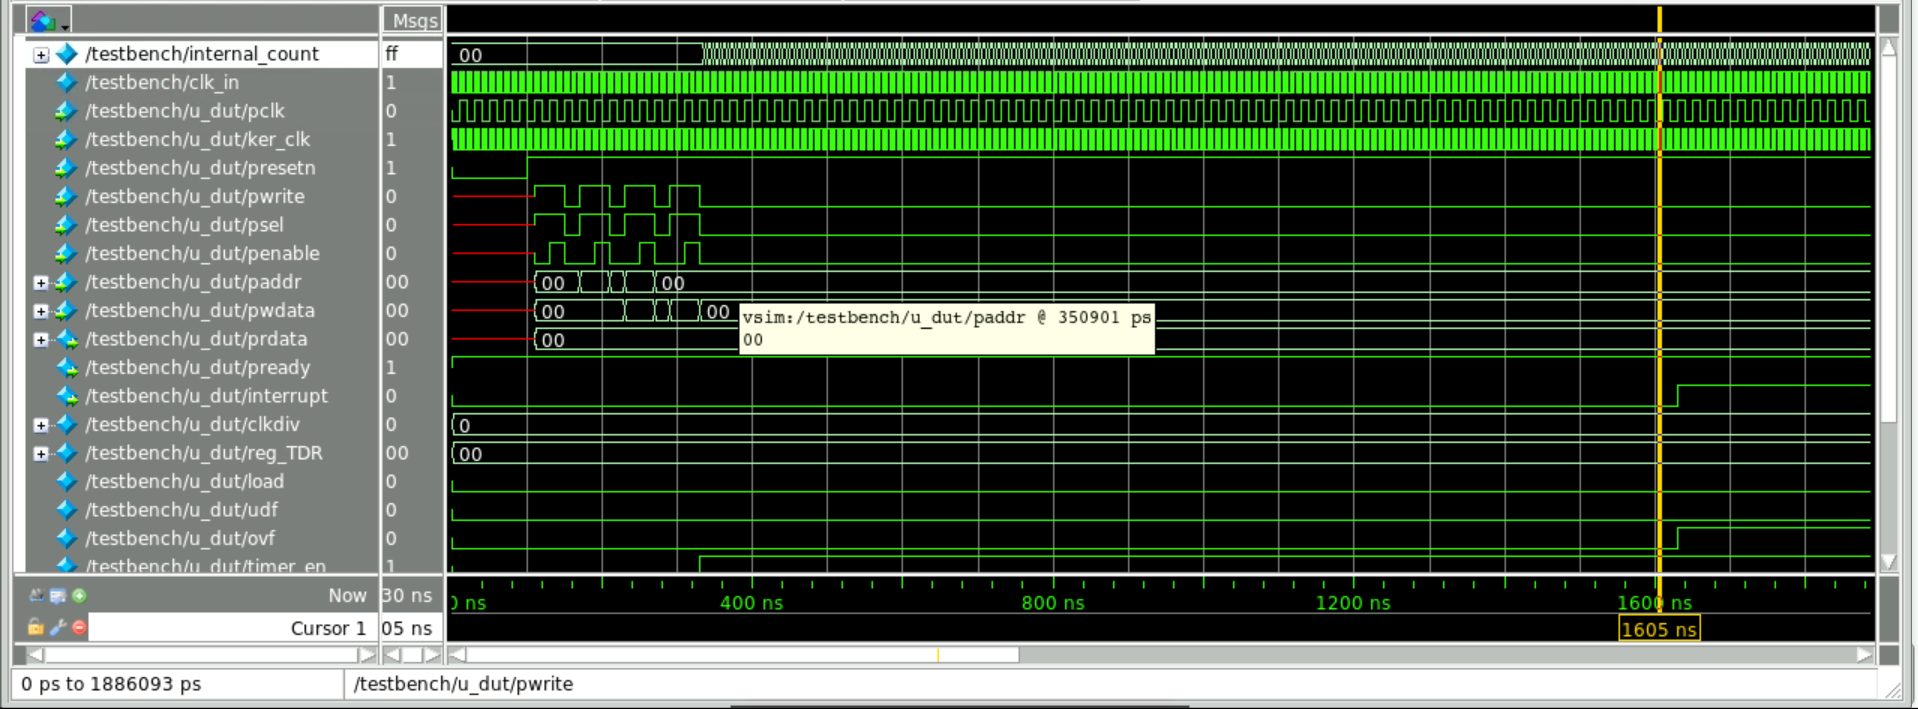 Msgs
/testbench/internal_count ff 00
/testbench/clk_in 1
/testbench/u_dut/pclk 0
/testbench/u_dut/ker_clk 1
/testbench/u_dut/presetn 1
/testbench/u_dut/pwrite 0
/testbench/u_dut/psel 0
/testbench/u_dut/penable 0
/testbench/u_dut/paddr 00 00 00
/testbench/u_dut/pwdata 00 00 00
vsim:/testbench/u_dut/paddr @ 350901 ps
00
/testbench/u_dut/prdata 00 00
/testbench/u_dut/pready 1
/testbench/u_dut/interrupt 0
/testbench/u_dut/clkdiv 0 0
/testbench/u_dut/reg_TDR 00 00
/testbench/u_dut/load 0
/testbench/u_dut/udf 0
/testbench/u_dut/ovf 0
/testbench/u_dut/timer_en 1
Now 30 ns 0 ns 400 ns 800 ns 1200 ns 1600 ns
Cursor 1 05 ns 1605 ns
0 ps to 1886093 ps /testbench/u_dut/pwrite